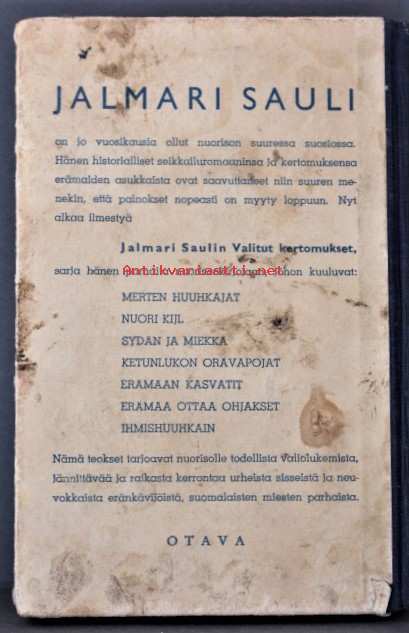 JALMARI SAULI
on jo vuosikausia ollut nuorison suuressa suosiossa.
Hänen historialliset seikkailuromaaninsa ja kertomuksensa
erämaiden asukkaista ovat saavuttaneet niin suuren me-
nekin, että painokset nopeasti on myyty loppuun. Nyt
alkaa ilmestyä
Jalmari Saulin Valitut kertomukset,
sarja hänen kuuluvat:
Antikvariaatti.net
MERTEN HUUHKAJAT
NUORI KIJL
SYDÄN JA MIEKKA
KETUNLUKON ORAVAPOJAT
ERÄMAAN KASVATIT
ERÄMAA OTTAA OHJAKSET
IHMISHUUHKAIN
Nämä teokset tarjoavat nuorisolle todellista valiolukemista,
jännittävää ja raikasta kerrontaa urheista sisseistä ja neu-
vokkaista eränkävijöistä, suomalaisten miesten parhaista.
OTAVA